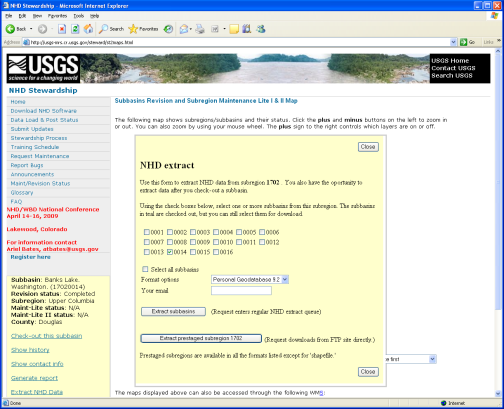 NHD Stewardship - Microsoft Internet Explorer
File Edit View Favorites Tools Help
Back Search Favorites
Address http://usgs-mrs.cr.usgs.gov/steward/st2maps.html Go Links
USGS
science for a changing world
USGS Home
Contact USGS
Search USGS
NHD Stewardship
Home
Download NHD Software
Data Load & Post Status
Submit Updates
Stewardship Process
Training Schedule
Request Maintenance
Report Bugs
Announcements
Maint/Revision Status
Glossary
FAQ
NHD/WBD National Conference
April 14-16, 2009
Lakewood, Colorado
For information contact
Ariel Bates, atbates@usgs.gov
Register here
Subbasin: Banks Lake.
Washington. (17020014)
Revision status: Completed
Subregion: Upper Columbia
Maint-Lite status: N/A
Maint-Lite II status: N/A
County: Douglas
Check-out this subbasin
Show history
Show contact info
Generate report
Extract NHD Data
Subbasins Revision and Subregion Maintenance Lite I & II Map
The following map shows subregions/subbasins and their status. Click the plus and minus buttons on the left to zoom in
or out. You can also zoom by using your mouse wheel. The plus sign to the right controls which layers are on or off.
Close
NHD extract
Use this form to extract NHD data from subregion 1702 . You also have the oportunity to
extract data after you check-out a subbasin.
Using the check boxes below, select one or more subbasins from this subregion. The subbasins
in teal are checked out, but you can still select them for download.
0001 0002 0003 0004 0005 0006
0007 0008 0009 0010 0011 0012
0013 0014 0015 0016
Select all subbasins
Format options Personal Geodatabase 9.2
Your email
Extract subbasins (Request enters regular NHD extract queue)
Extract prestaged subregion 1702 (Request downloads from FTP site directly.)
Prestaged subregions are available in all the formats listed except for 'shapefile.'
e first
Close
The maps displayed above can also be accessed through the following WMS:
Done Internet